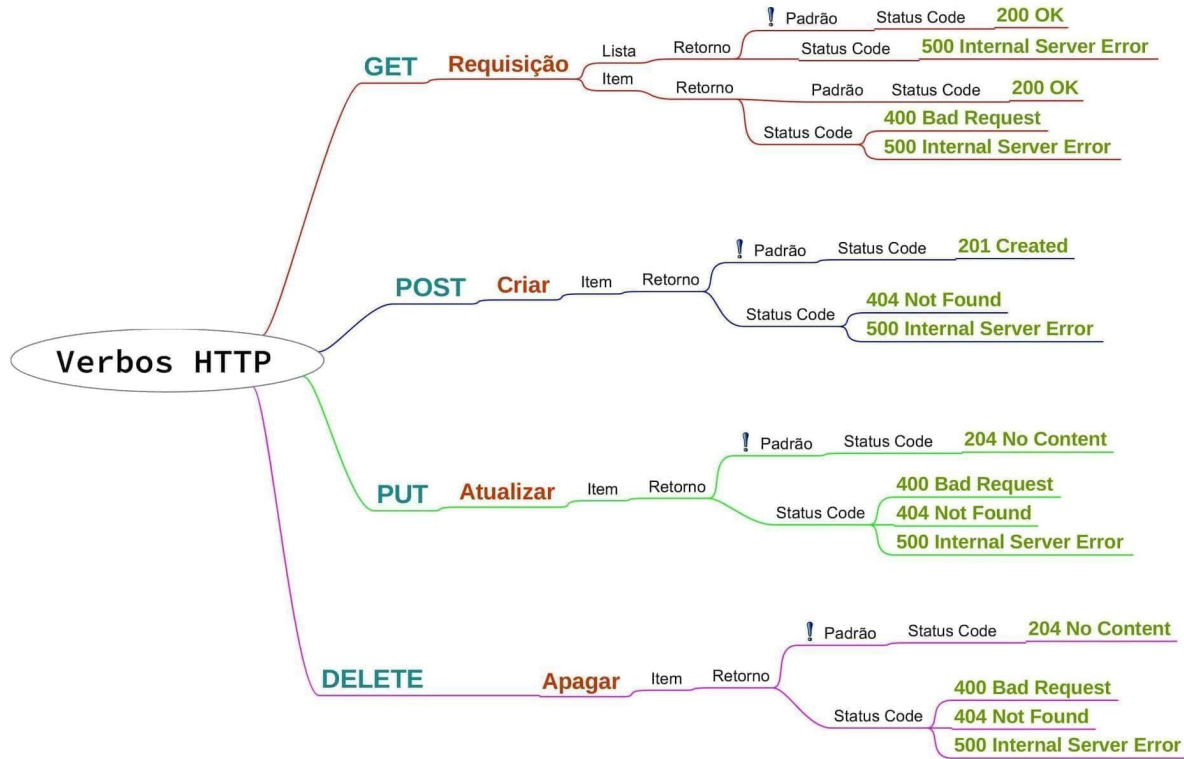 Verbos HTTP
GET
Requisição
Lista
Retorno
Padrão
Status Code
200 OK
Status Code
500 Internal Server Error
Item
Retorno
Padrão
Status Code
200 OK
Status Code
400 Bad Request
500 Internal Server Error
POST
Criar
Item
Retorno
Padrão
Status Code
201 Created
Status Code
404 Not Found
500 Internal Server Error
PUT
Atualizar
Item
Retorno
Padrão
Status Code
204 No Content
Status Code
400 Bad Request
404 Not Found
500 Internal Server Error
DELETE
Apagar
Item
Retorno
Padrão
Status Code
204 No Content
Status Code
400 Bad Request
404 Not Found
500 Internal Server Error